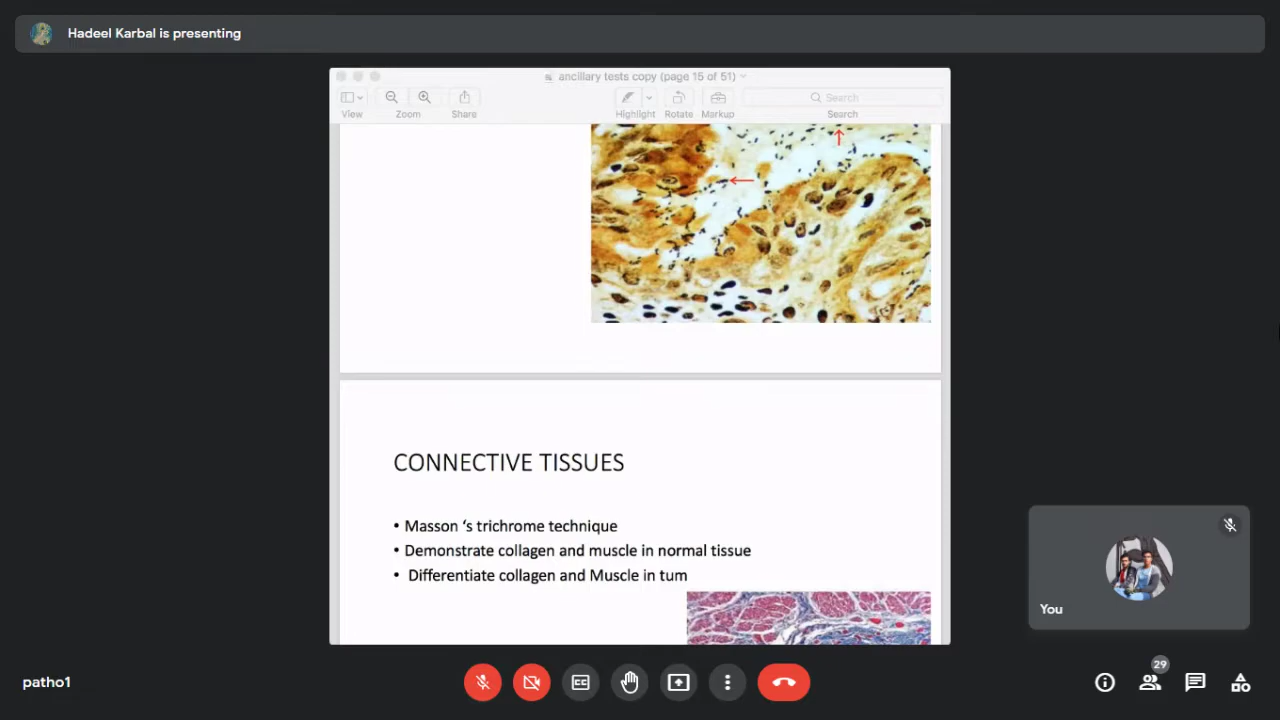 Hadeel Karbal is presenting
ancillary tests copy (page 15 of 51)
View
Zoom
Share
Highlight
Rotate
Markup
Search
Search
CONNECTIVE TISSUES
• Masson ‘s trichrome technique
• Demonstrate collagen and muscle in normal tissue
• Differentiate collagen and Muscle in tum
You
patho1
29